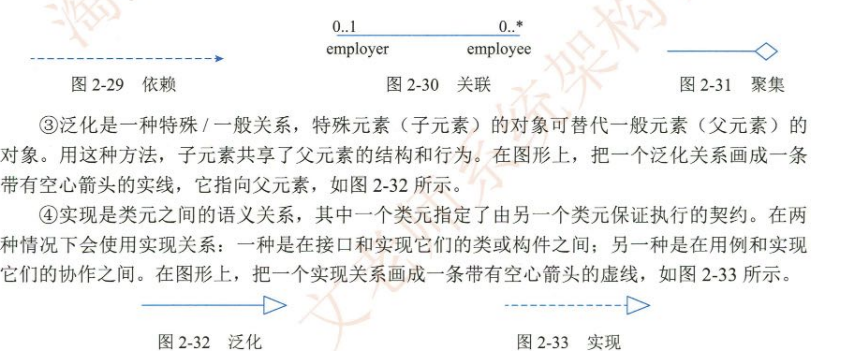 0..1 0..*
employer employee
图 2-29 依赖 图 2-30 关联 图 2-31 聚集
③泛化是一种特殊 / 一般关系，特殊元素（子元素）的对象可替代一般元素（父元素）的
对象。用这种方法，子元素共享了父元素的结构和行为。在图形上，把一个泛化关系画成一条
带有空心箭头的实线，它指向父元素，如图 2-32 所示。
④实现是类元之间的语义关系，其中一个类元指定了由另一个类元保证执行的契约。在两
种情况下会使用实现关系：一种是在接口和实现它们的类或构件之间；另一种是在用例和实现
它们的协作之间。在图形上，把一个实现关系画成一条带有空心箭头的虚线，如图 2-33 所示。
图 2-32 泛化 图 2-33 实现
文老师系统架构